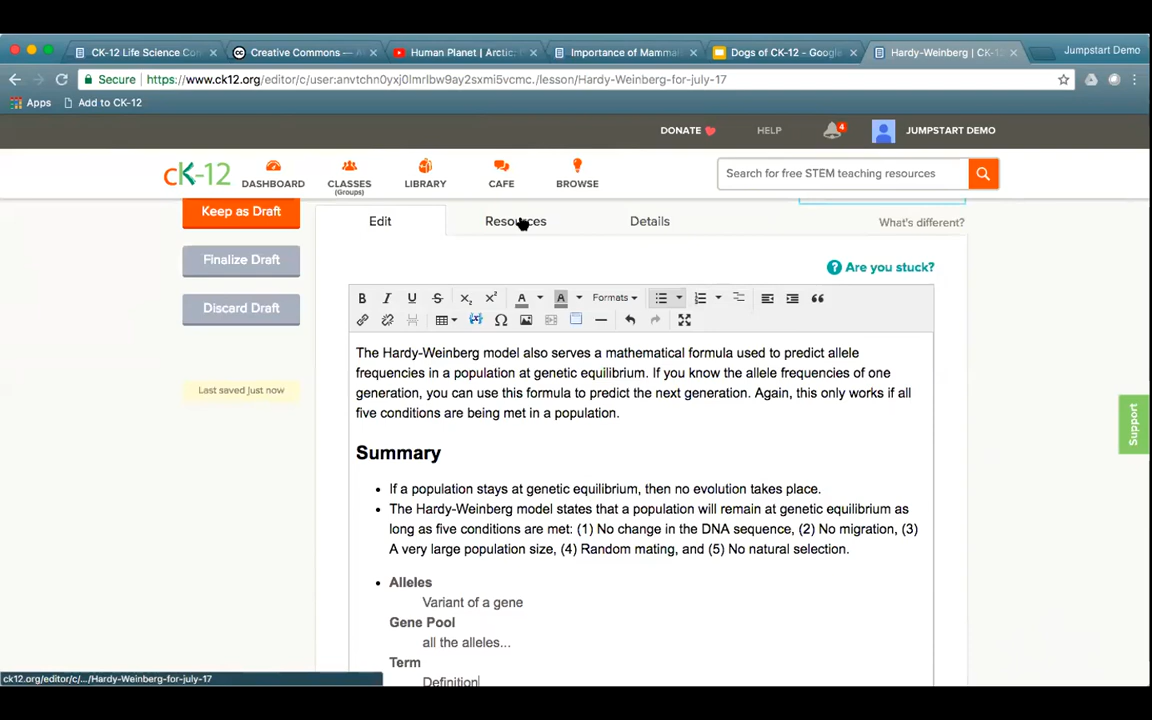 CK-12 Life Science Con
Creative Commons — A
Human Planet | Arctic:
Importance of Mamma
Dogs of CK-12 - Google
Hardy-Weinberg | CK-1
Jumpstart Demo
Secure
https://www.ck12.org/editor/c/user:anvtchn0yxj0lmrlbw9ay2sxmi5vcmc./lesson/Hardy-Weinberg-for-july-17
Apps
Add to CK-12
DONATE
HELP
4
JUMPSTART DEMO
cK-12
DASHBOARD
CLASSES
(Groups)
LIBRARY
CAFE
BROWSE
Search for free STEM teaching resources
Keep as Draft
Finalize Draft
Discard Draft
Last saved just now
Edit
Resources
Details
What's different?
? Are you stuck?
B I U S X₂ X² A A Formats
The Hardy-Weinberg model also serves a mathematical formula used to predict allele
frequencies in a population at genetic equilibrium. If you know the allele frequencies of one
generation, you can use this formula to predict the next generation. Again, this only works if all
five conditions are being met in a population.
Summary
• If a population stays at genetic equilibrium, then no evolution takes place.
• The Hardy-Weinberg model states that a population will remain at genetic equilibrium as
long as five conditions are met: (1) No change in the DNA sequence, (2) No migration, (3)
A very large population size, (4) Random mating, and (5) No natural selection.
• Alleles
Variant of a gene
Gene Pool
all the alleles...
Term
Definition
Support
ck12.org/editor/c/.../Hardy-Weinberg-for-july-17